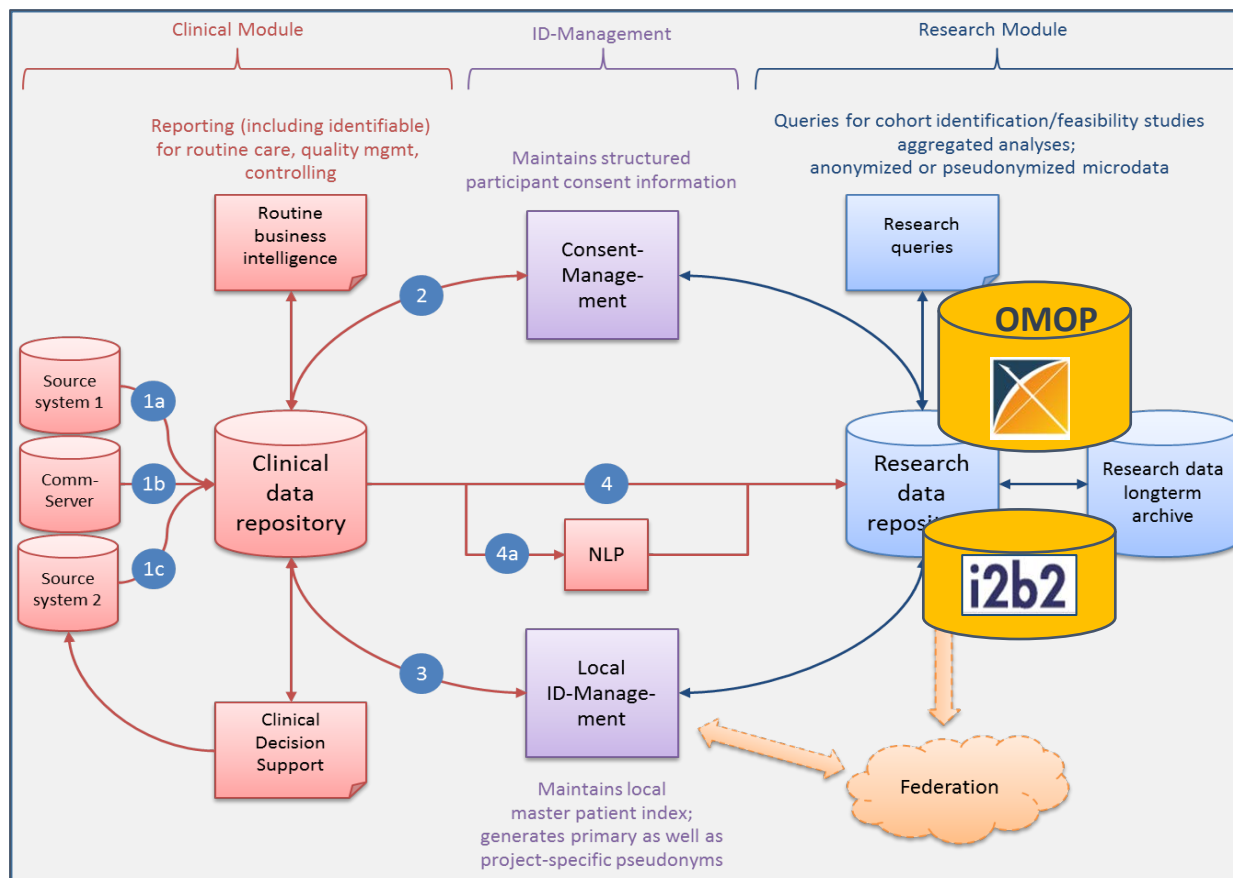 Clinical Module
ID-Management
Research Module
Reporting (including identifiable)
for routine care, quality mgmt,
controlling
Maintains structured
participant consent information
Queries for cohort identification/feasibility studies
aggregated analyses;
anonymized or pseudonymized microdata
Routine
business
intelligence
Consent-
Manage-
ment
Research
queries
2
OMOP
Source
system 1
1a
Comm-
Server
1b
Source
system 2
1c
Clinical
data
repository
4
4a
NLP
Research
data
Research data
longterm
archive
i2b2
3
Local
ID-Manage-
ment
Clinical
Decision
Support
Federation
Maintains local
master patient index;
generates primary as well as
project-specific pseudonyms